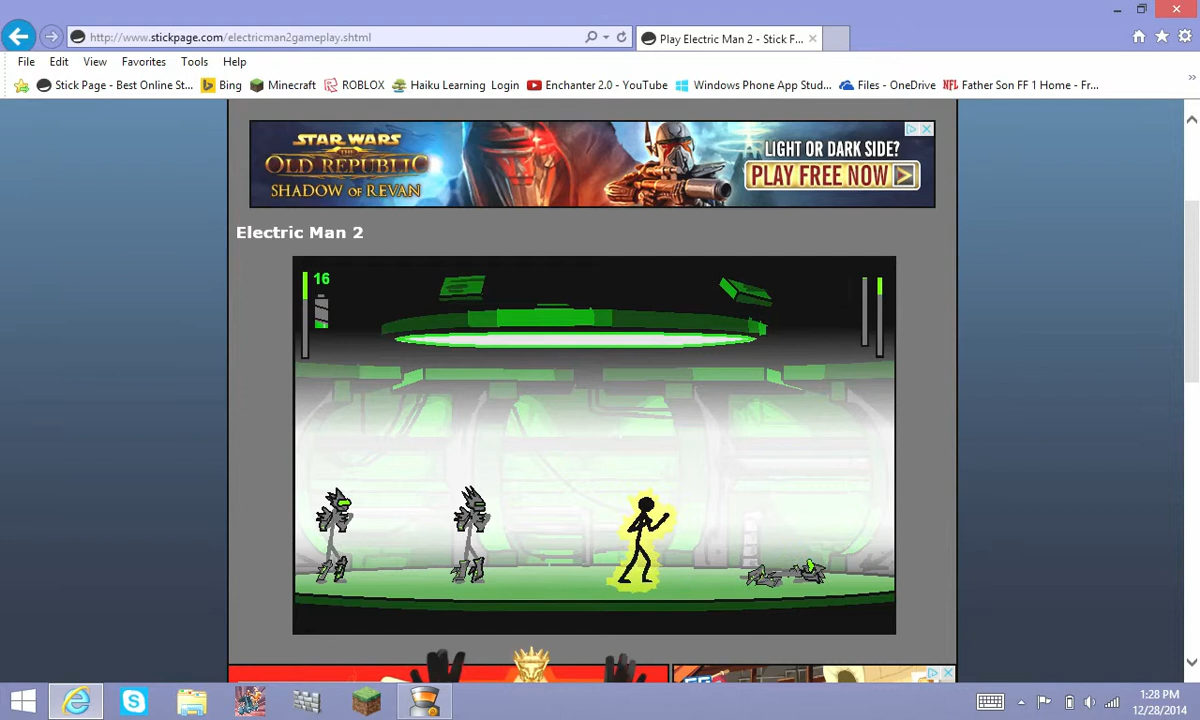 http://www.stickpage.com/electricman2gameplay.shtml
Play Electric Man 2 - Stick F...
File Edit View Favorites Tools Help
Stick Page - Best Online St... Bing Minecraft ROBLOX Haiku Learning Login Enchanter 2.0 - YouTube Windows Phone App Stud... Files - OneDrive NFL Father Son FF 1 Home - Fr...
STAR WARS
THE
OLD REPUBLIC
SHADOW OF REVAN
LIGHT OR DARK SIDE?
PLAY FREE NOW
Electric Man 2
16
1:28 PM
12/28/2014